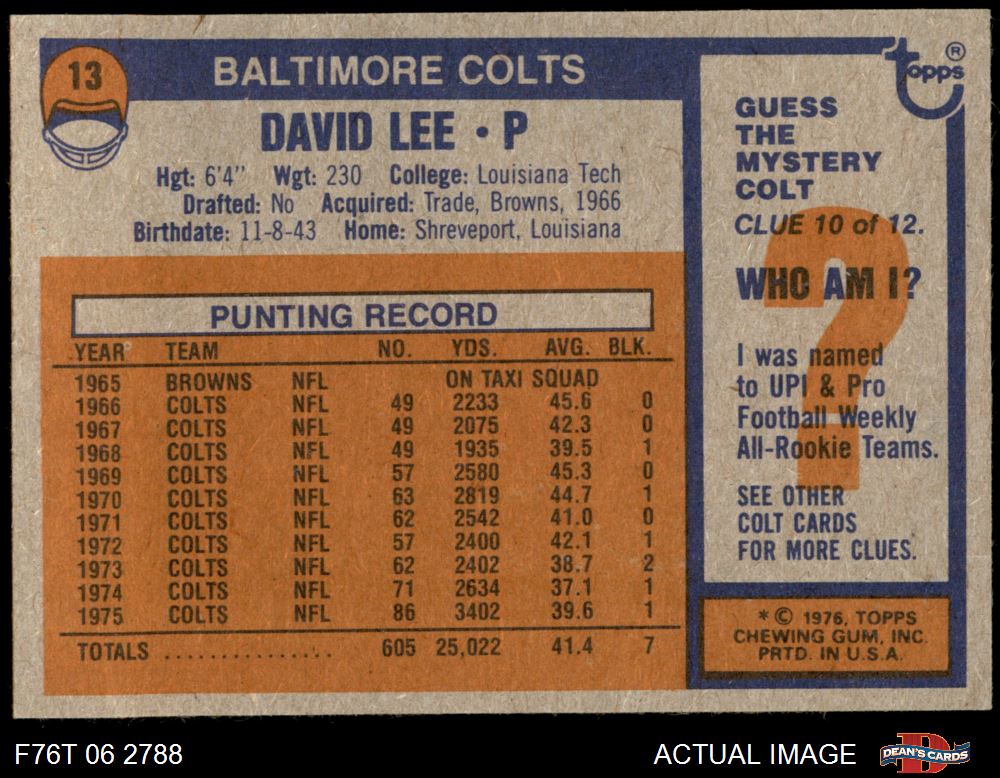 13
BALTIMORE COLTS
DAVID LEE • P
Hgt: 6'4" Wgt: 230 College: Louisiana Tech
Drafted: No Acquired: Trade, Browns, 1966
Birthdate: 11-8-43 Home: Shreveport, Louisiana
PUNTING RECORD
YEAR TEAM NO. YDS. AVG. BLK.
1965 BROWNS NFL ON TAXI SQUAD
1966 COLTS NFL 49 2233 45.6 0
1967 COLTS NFL 49 2075 42.3 0
1968 COLTS NFL 49 1935 39.5 1
1969 COLTS NFL 57 2580 45.3 0
1970 COLTS NFL 63 2819 44.7 1
1971 COLTS NFL 62 2542 41.0 0
1972 COLTS NFL 57 2400 42.1 1
1973 COLTS NFL 62 2402 38.7 2
1974 COLTS NFL 71 2634 37.1 1
1975 COLTS NFL 86 3402 39.6 1
TOTALS ............... 605 25,022 41.4 7
topps ®
GUESS
THE
MYSTERY
COLT
CLUE 10 of 12.
WHO AM I?
?
I was named
to UPI & Pro
Football Weekly
All-Rookie Teams.
SEE OTHER
COLT CARDS
FOR MORE CLUES.
* © 1976, TOPPS
CHEWING GUM, INC.
PRTD. IN U.S.A.
F76T 06 2788
ACTUAL IMAGE
D
DEAN'S CARDS